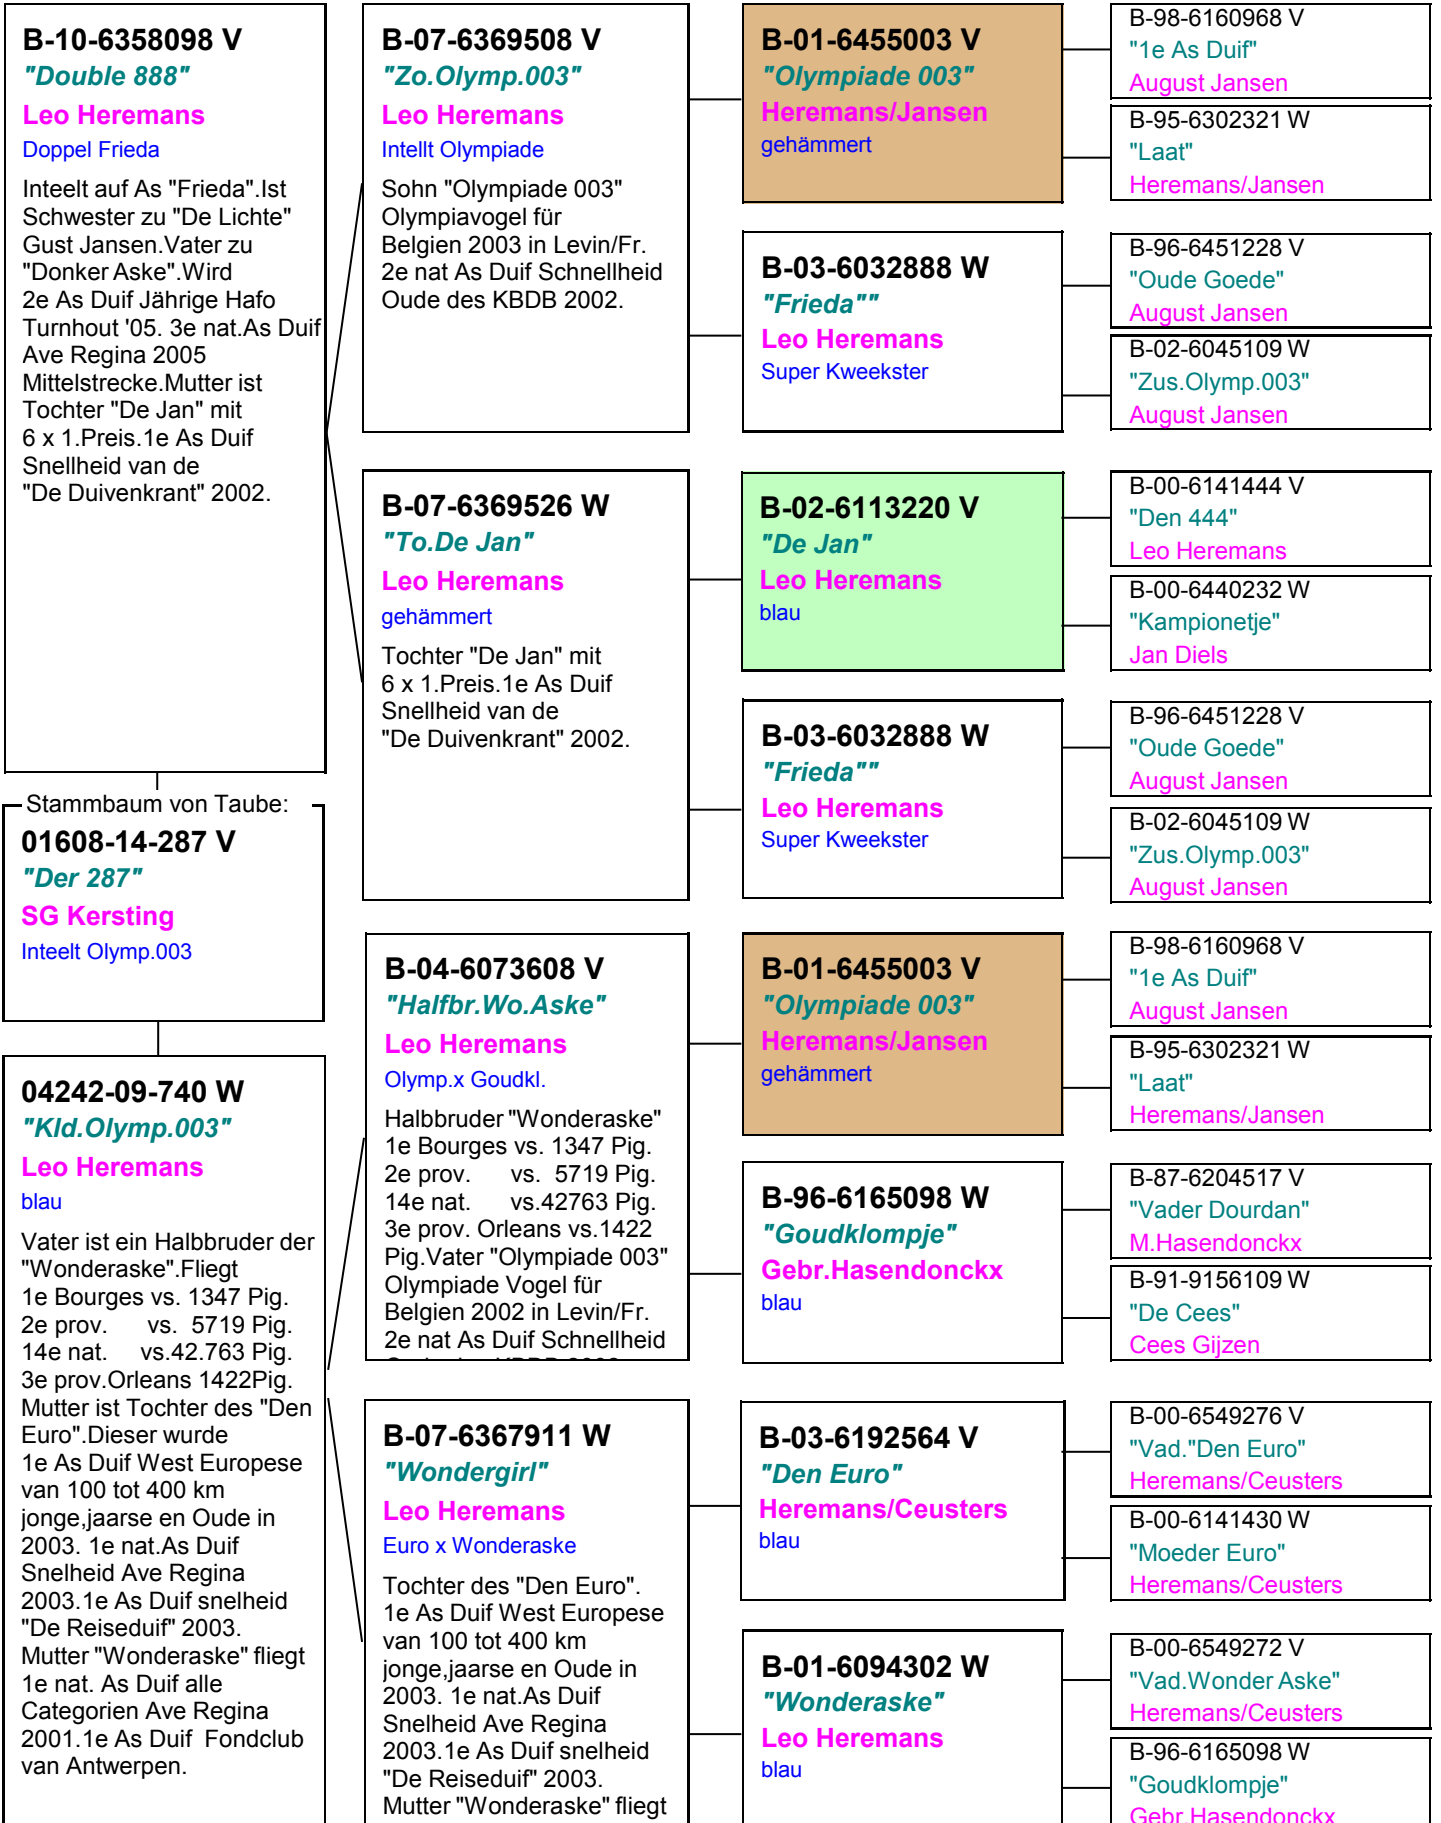 B-10-6358098 V
"Double 888"
Leo Heremans
Doppel Frieda
Inteelt auf As "Frieda".Ist
Schwester zu "De Lichte"
Gust Jansen.Vater zu
"Donker Aske".Wird
2e As Duif Jährige Hafo
Turnhout '05. 3e nat.As Duif
Ave Regina 2005
Mittelstrecke.Mutter ist
Tochter "De Jan" mit
6 x 1.Preis.1e As Duif
Snellheid van de
"De Duivenkrant" 2002.
Stammbaum von Taube:
01608-14-287 V
"Der 287"
SG Kersting
Inteelt Olymp.003
04242-09-740 W
"Kld.Olymp.003"
Leo Heremans
blau
Vater ist ein Halbbruder der
"Wonderaske".Fliegt
1e Bourges vs. 1347 Pig.
2e prov. vs. 5719 Pig.
14e nat. vs.42.763 Pig.
3e prov.Orleans 1422Pig.
Mutter ist Tochter des "Den
Euro".Dieser wurde
1e As Duif West Europese
van 100 tot 400 km
jonge,jaarse en Oude in
2003. 1e nat.As Duif
Snelheid Ave Regina
2003.1e As Duif snelheid
"De Reiseduif" 2003.
Mutter "Wonderaske" fliegt
1e nat. As Duif alle
Categorien Ave Regina
2001.1e As Duif Fondclub
van Antwerpen.
B-07-6369508 V
"Zo.Olymp.003"
Leo Heremans
Intellt Olympiade
Sohn "Olympiade 003"
Olympiavogel für
Belgien 2003 in Levin/Fr.
2e nat As Duif Schnellheid
Oude des KBDB 2002.
B-07-6369526 W
"To.De Jan"
Leo Heremans
gehämmert
Tochter "De Jan" mit
6 x 1.Preis.1e As Duif
Snellheid van de
"De Duivenkrant" 2002.
B-04-6073608 V
"Halfbr.Wo.Aske"
Leo Heremans
Olymp.x Goudkl.
Halbbruder "Wonderaske"
1e Bourges vs. 1347 Pig.
2e prov. vs. 5719 Pig.
14e nat. vs.42763 Pig.
3e prov. Orleans vs.1422
Pig.Vater "Olympiade 003"
Olympiade Vogel für
Belgien 2002 in Levin/Fr.
2e nat As Duif Schnellheid
B-07-6367911 W
"Wondergirl"
Leo Heremans
Euro x Wonderaske
Tochter des "Den Euro".
1e As Duif West Europese
van 100 tot 400 km
jonge,jaarse en Oude in
2003. 1e nat.As Duif
Snelheid Ave Regina
2003.1e As Duif snelheid
"De Reiseduif" 2003.
Mutter "Wonderaske" fliegt
B-01-6455003 V
"Olympiade 003"
Heremans/Jansen
gehämmert
B-03-6032888 W
"Frieda""
Leo Heremans
Super Kweekster
B-02-6113220 V
"De Jan"
Leo Heremans
blau
B-03-6032888 W
"Frieda""
Leo Heremans
Super Kweekster
B-01-6455003 V
"Olympiade 003"
Heremans/Jansen
gehämmert
B-96-6165098 W
"Goudklompje"
Gebr.Hasendonckx
blau
B-03-6192564 V
"Den Euro"
Heremans/Ceusters
blau
B-01-6094302 W
"Wonderaske"
Leo Heremans
blau
B-98-6160968 V
"1e As Duif"
August Jansen
B-95-6302321 W
"Laat"
Heremans/Jansen
B-96-6451228 V
"Oude Goede"
August Jansen
B-02-6045109 W
"Zus.Olymp.003"
August Jansen
B-00-6141444 V
"Den 444"
Leo Heremans
B-00-6440232 W
"Kampionetje"
Jan Diels
B-96-6451228 V
"Oude Goede"
August Jansen
B-02-6045109 W
"Zus.Olymp.003"
August Jansen
B-98-6160968 V
"1e As Duif"
August Jansen
B-95-6302321 W
"Laat"
Heremans/Jansen
B-87-6204517 V
"Vader Dourdan"
M.Hasendonckx
B-91-9156109 W
"De Cees"
Cees Gijzen
B-00-6549276 V
"Vad."Den Euro"
Heremans/Ceusters
B-00-6141430 W
"Moeder Euro"
Heremans/Ceusters
B-00-6549272 V
"Vad.Wonder Aske"
Heremans/Ceusters
B-96-6165098 W
"Goudklompje"
Gebr.Hasendonckx